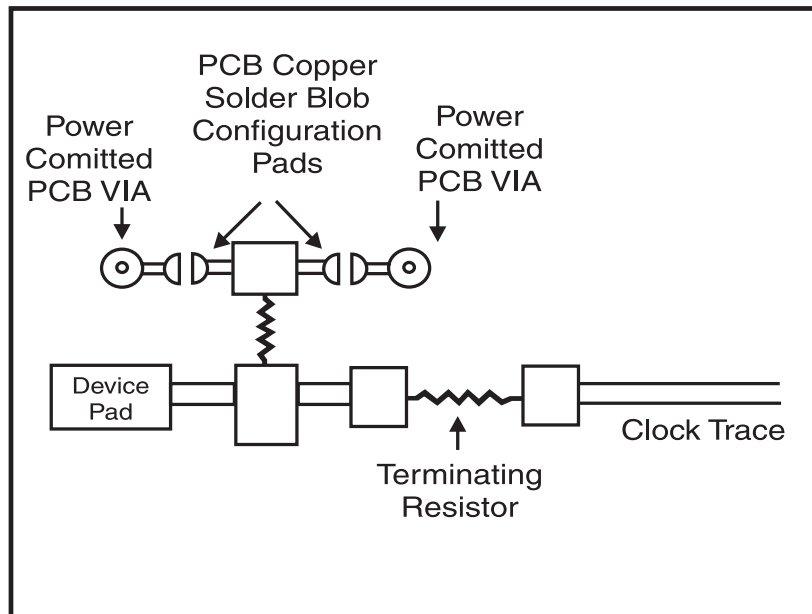 PCB Copper
Solder Blob
Configuration
Pads
Power
Comitted
PCB VIA
Power
Comitted
PCB VIA
Device
Pad
Clock Trace
Terminating
Resistor